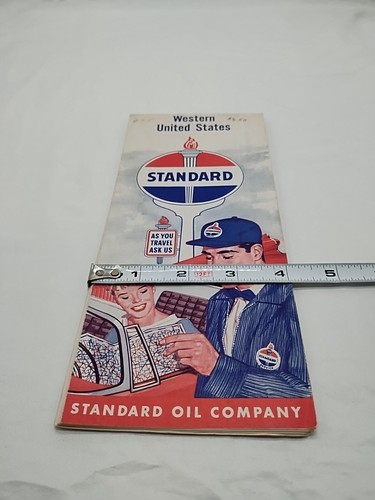 Western
United States
STANDARD
AS YOU
TRAVEL
ASK US
1 2 3 4 5
STANDARD OIL COMPANY